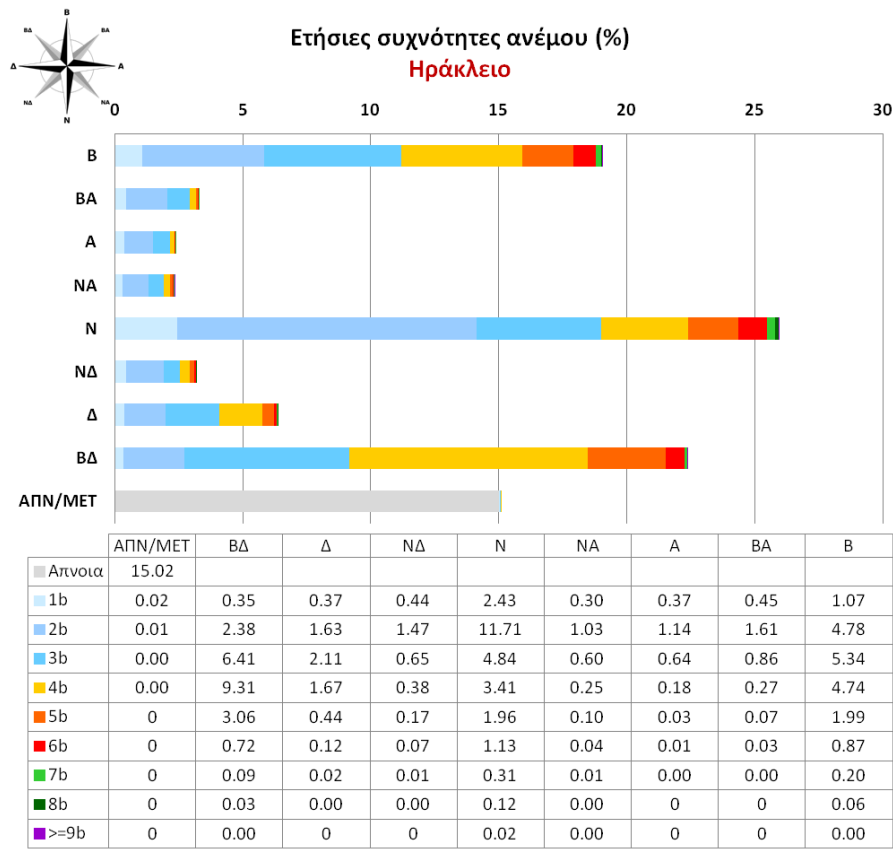 Ετήσιες συχνότητες ανέμου (%)
Ηράκλειο
Β
ΒΔ ΒΑ
Δ Α
ΝΔ ΝΑ
Ν
0 5 10 15 20 25 30
Β
ΒΑ
Α
ΝΑ
Ν
ΝΔ
Δ
ΒΔ
ΑΠΝ/ΜΕΤ
ΑΠΝ/ΜΕΤ ΒΔ Δ ΝΔ Ν ΝΑ Α ΒΑ Β
Απνοια 15.02
1b 0.02 0.35 0.37 0.44 2.43 0.30 0.37 0.45 1.07
2b 0.01 2.38 1.63 1.47 11.71 1.03 1.14 1.61 4.78
3b 0.00 6.41 2.11 0.65 4.84 0.60 0.64 0.86 5.34
4b 0.00 9.31 1.67 0.38 3.41 0.25 0.18 0.27 4.74
5b 0 3.06 0.44 0.17 1.96 0.10 0.03 0.07 1.99
6b 0 0.72 0.12 0.07 1.13 0.04 0.01 0.03 0.87
7b 0 0.09 0.02 0.01 0.31 0.01 0.00 0.00 0.20
8b 0 0.03 0.00 0.00 0.12 0.00 0 0 0.06
>=9b 0 0.00 0 0 0.02 0.00 0 0 0.00